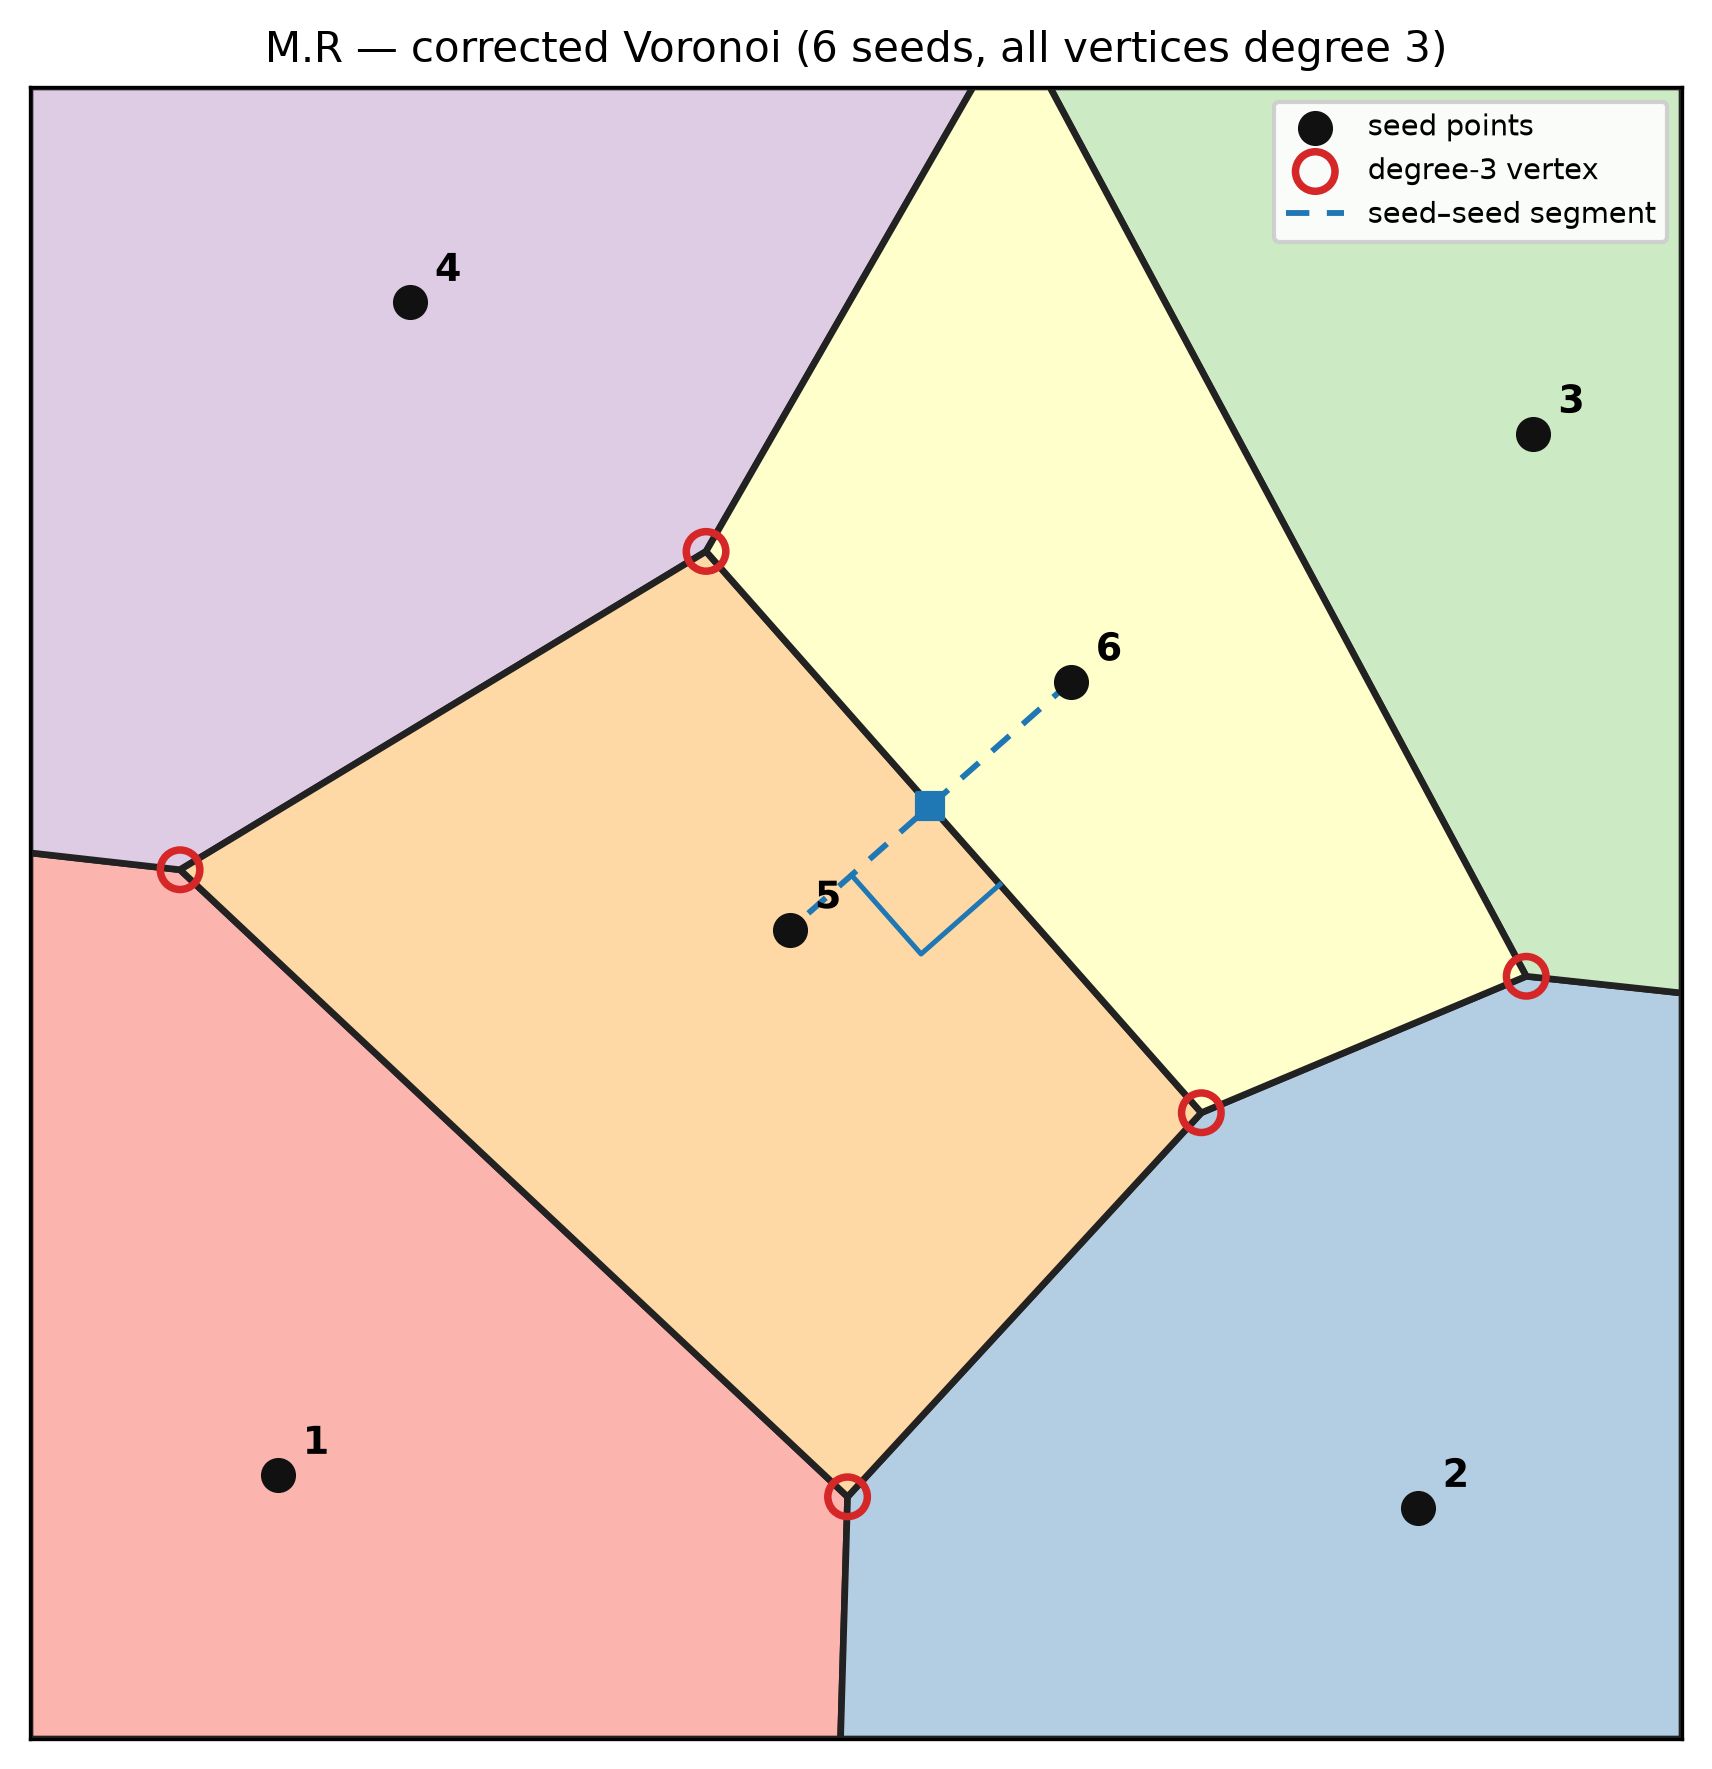 M.R — corrected Voronoi (6 seeds, all vertices degree 3)
seed points
degree-3 vertex
seed–seed segment
4
3
6
5
1
2